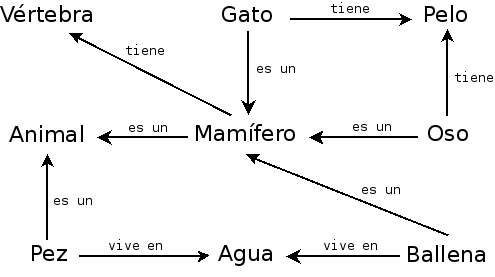 Vértebra
Gato
tiene
Pelo
tiene
es un
tiene
Animal
es un
Mamífero
es un
Oso
es un
es un
Pez
vive en
Agua
vive en
Ballena